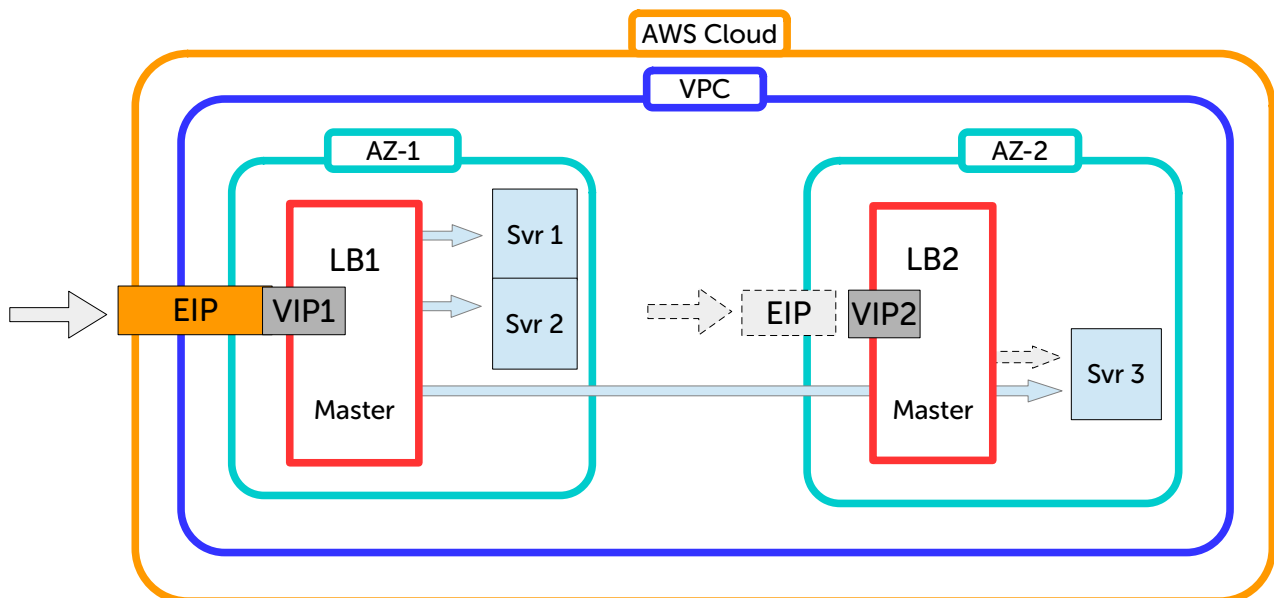 AWS Cloud
VPC
AZ-1
AZ-2
LB1
Svr 1
EIP
VIP1
Svr 2
Master
LB2
EIP
VIP2
Svr 3
Master